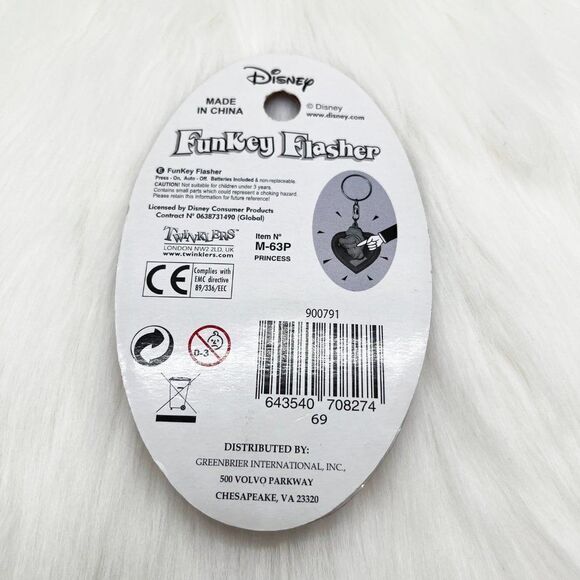 Disney
MADE
IN CHINA
© Disney
www.disney.com
FunKey Flasher
E FunKey Flasher
Press - On, Auto - Off. Batteries Included & non-replaceable.
CAUTION! Not suitable for children under 3 years.
Contains small parts which could represent a choking hazard.
Please retain this information for future reference!
Licensed by Disney Consumer Products
Contract Nº 0638731490 (Global)
TWINKLERS
LONDON NW2 2LD, UK
www.twinklers.com
Item Nº
M-63P
PRINCESS
CE
Complies with
EMC directive
89/336/EEC
0-3
900791
643540 708274
69
DISTRIBUTED BY:
GREENBRIER INTERNATIONAL, INC.,
500 VOLVO PARKWAY
CHESAPEAKE, VA 23320